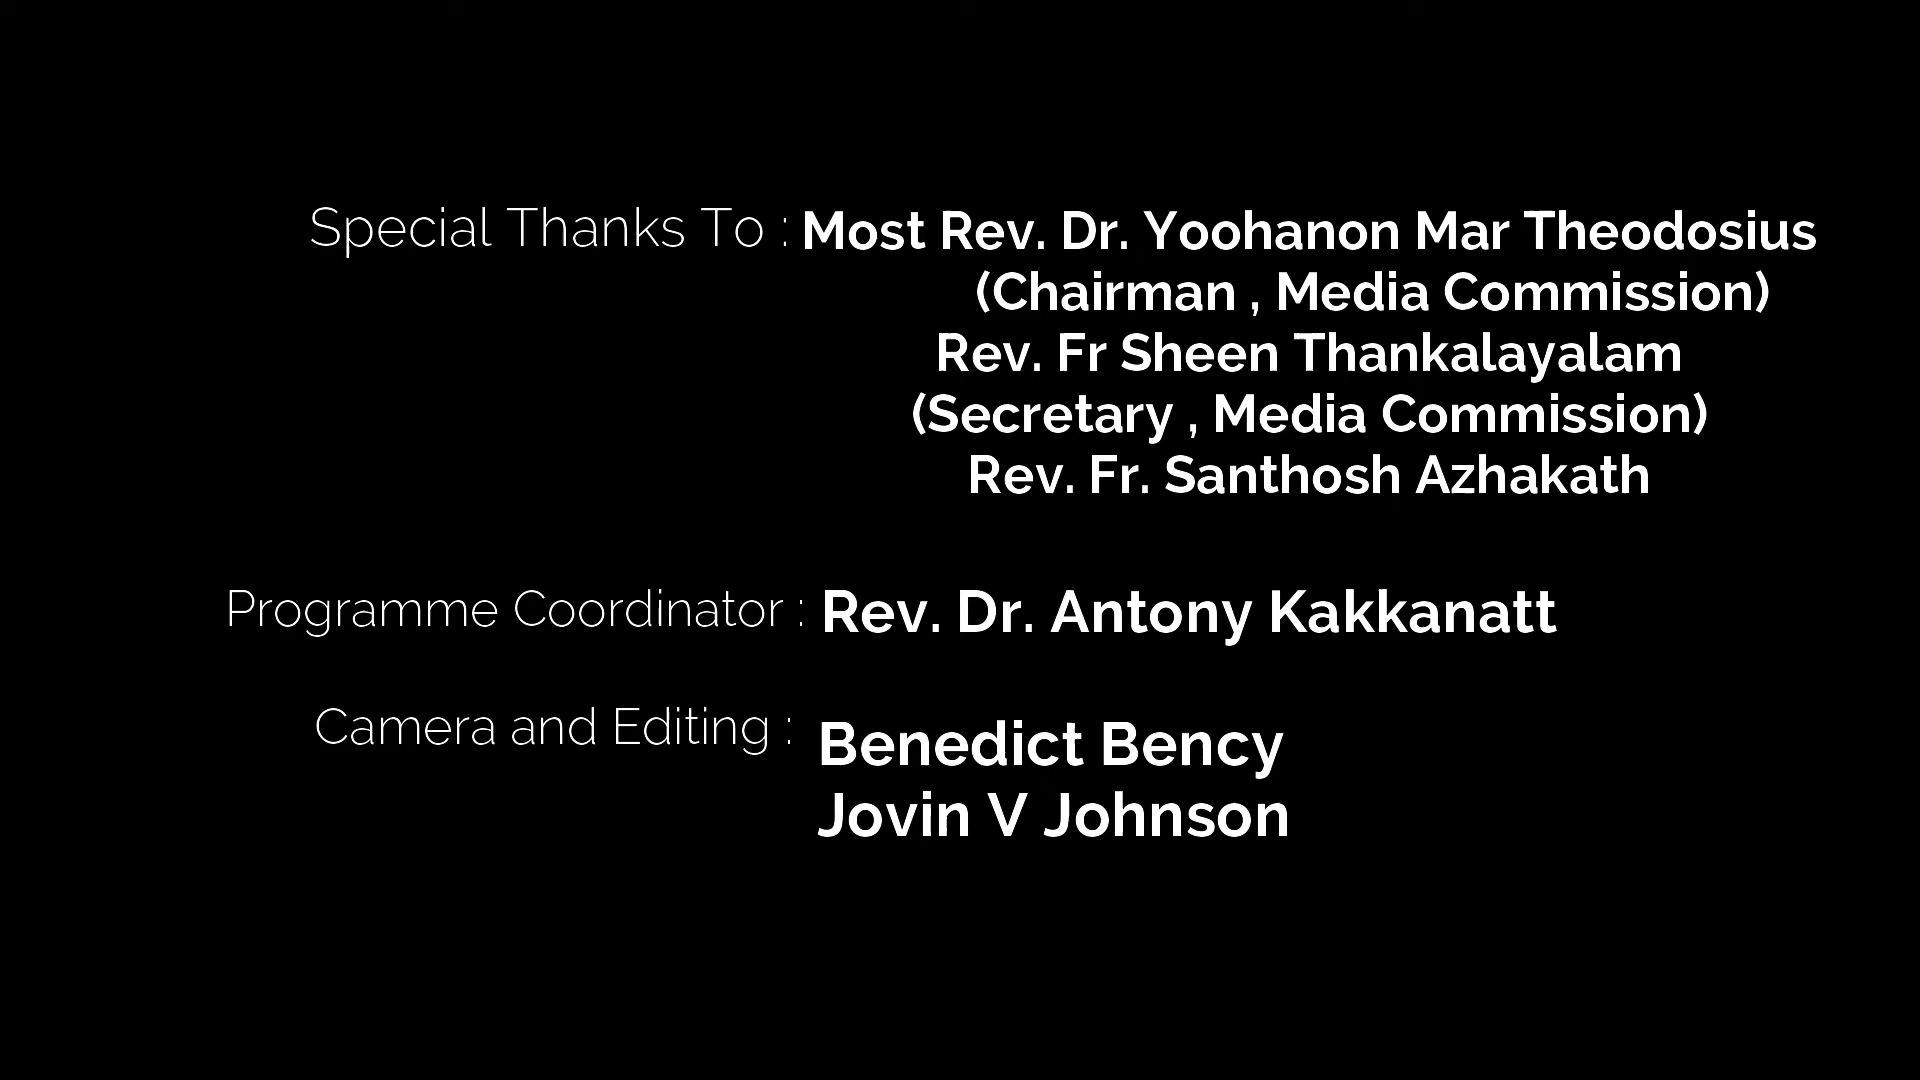 Special Thanks To : Most Rev. Dr. Yoohanon Mar Theodosius
(Chairman , Media Commission)
Rev. Fr Sheen Thankalayalam
(Secretary , Media Commission)
Rev. Fr. Santhosh Azhakath
Programme Coordinator : Rev. Dr. Antony Kakkanatt
Camera and Editing : Benedict Bency
Jovin V Johnson